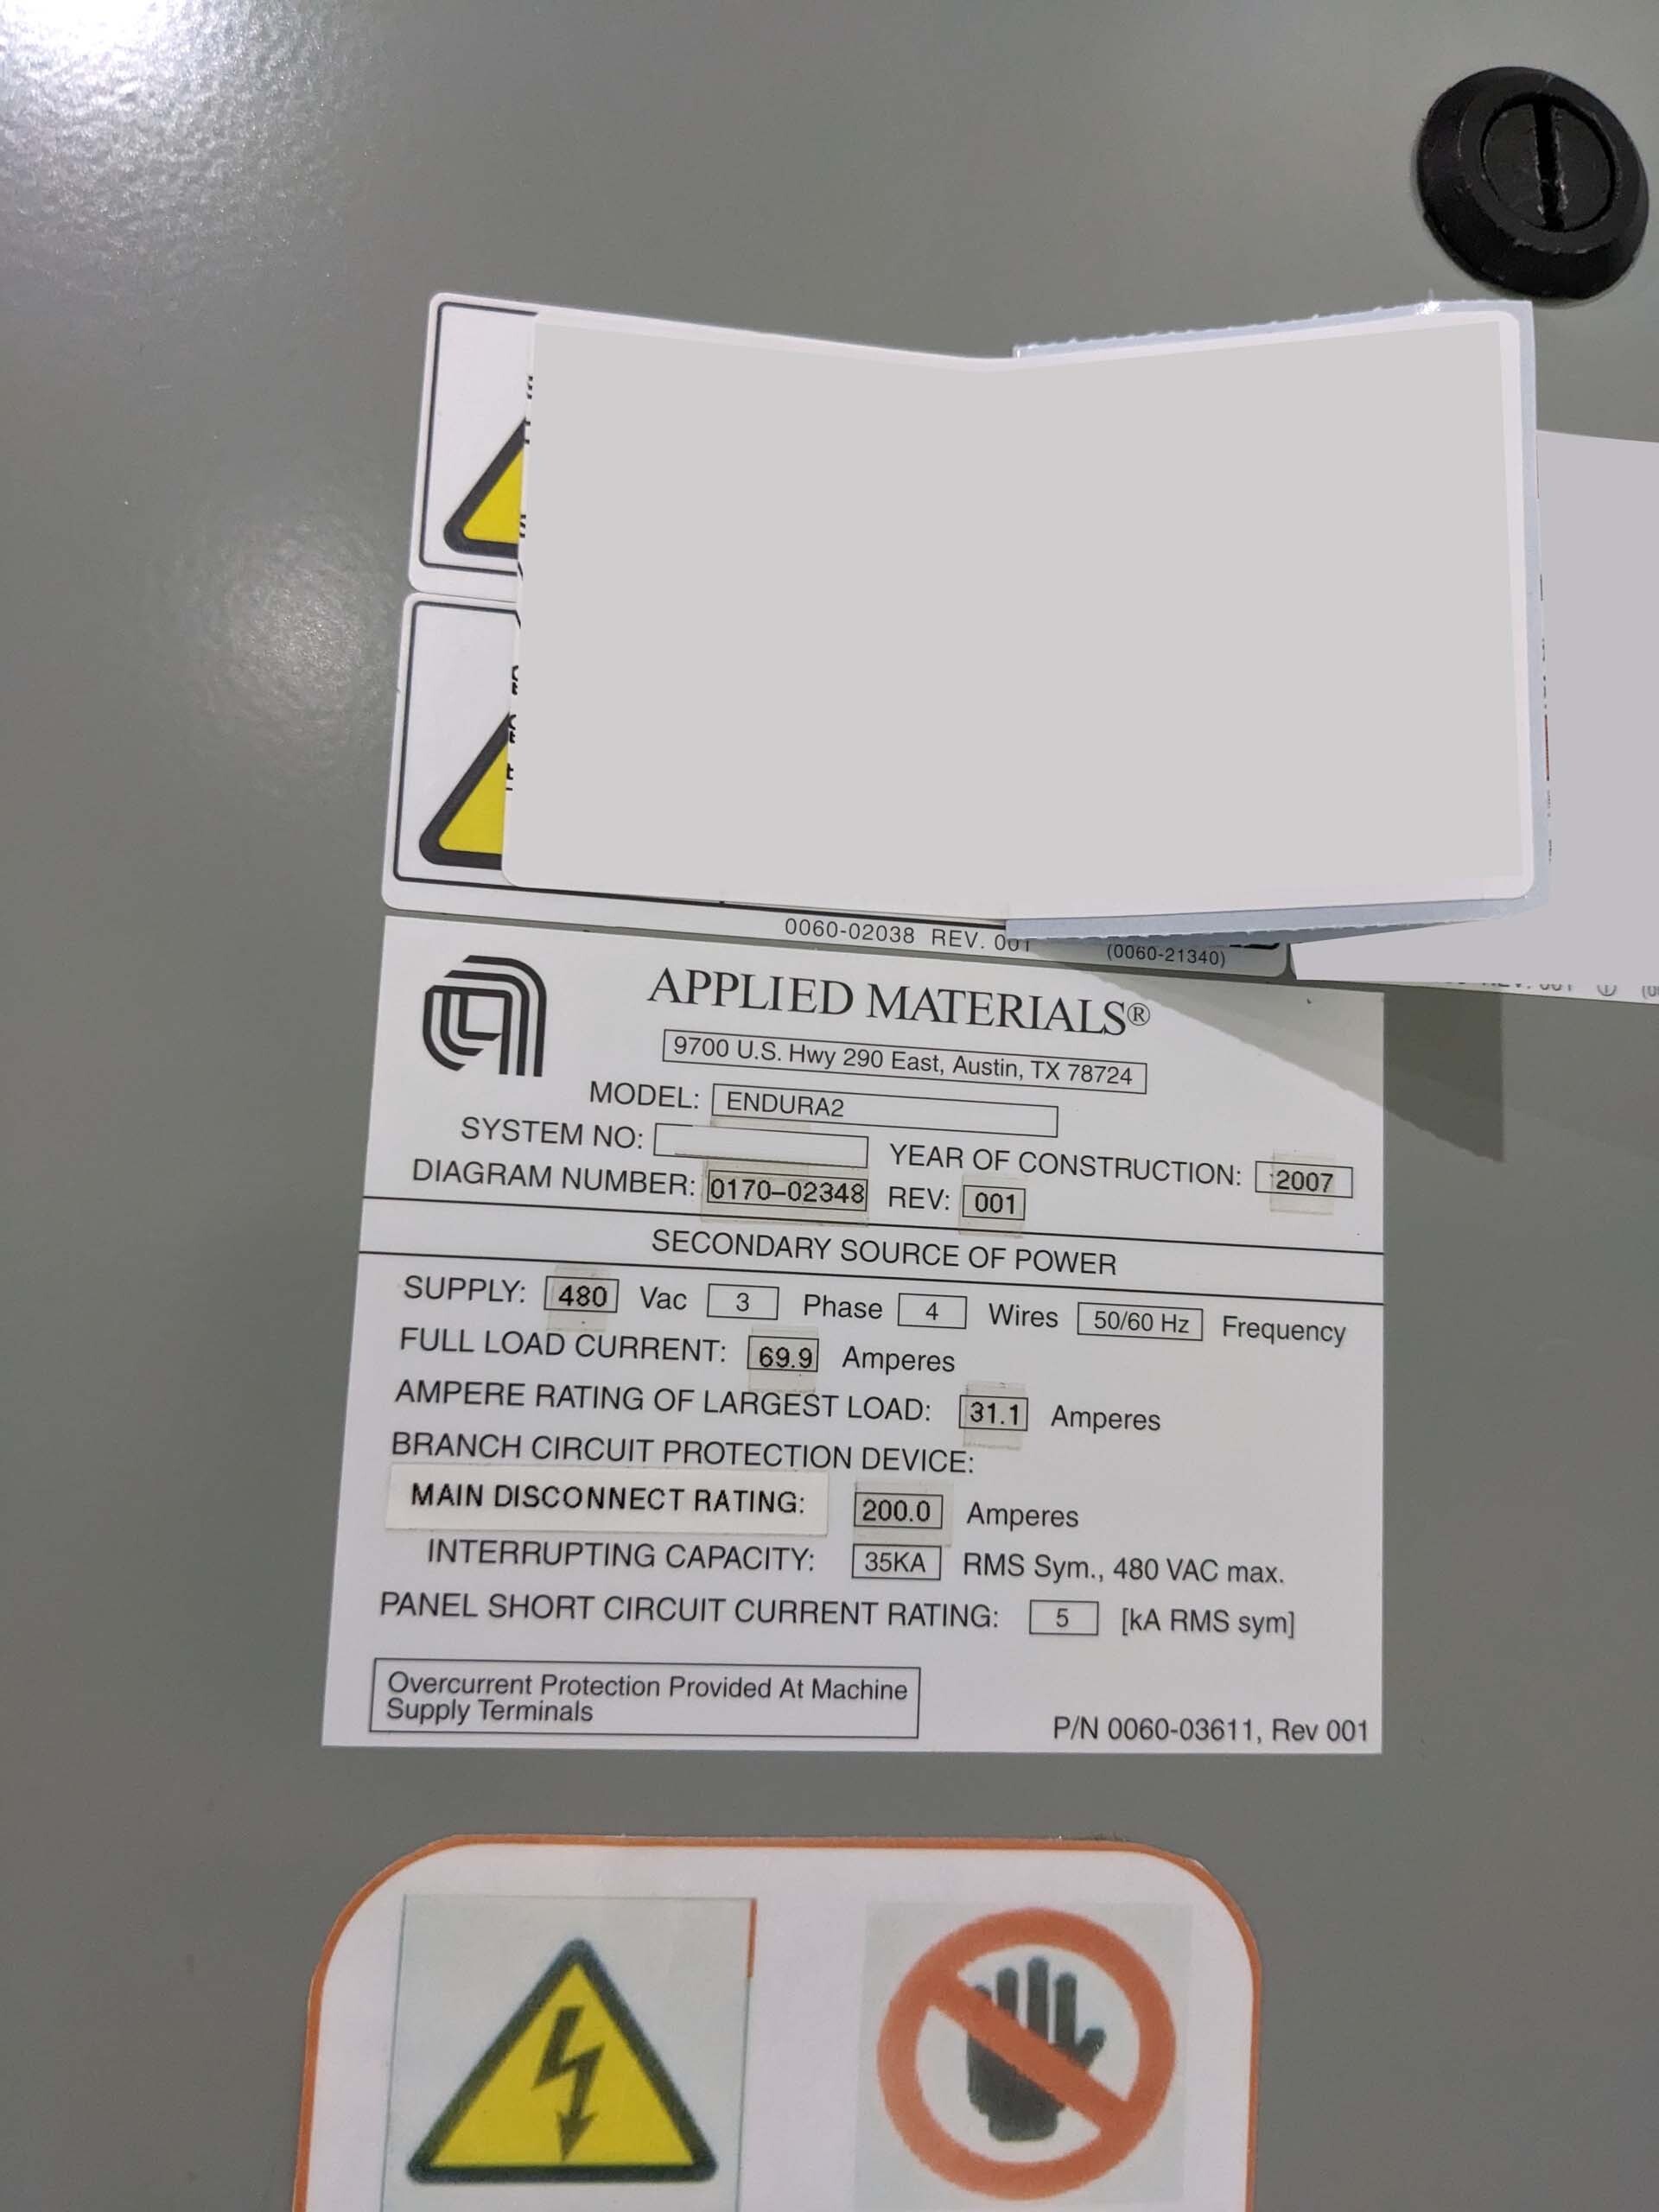 0060-02038 REV. 001
(0060-21340)
APPLIED MATERIALS®
9700 U.S. Hwy 290 East, Austin, TX 78724
MODEL: ENDURA2
SYSTEM NO:
YEAR OF CONSTRUCTION: 2007
DIAGRAM NUMBER: 0170-02348 REV: 001
SECONDARY SOURCE OF POWER
SUPPLY: 480 Vac 3 Phase 4 Wires 50/60 Hz Frequency
FULL LOAD CURRENT: 69.9 Amperes
AMPERE RATING OF LARGEST LOAD: 31.1 Amperes
BRANCH CIRCUIT PROTECTION DEVICE:
MAIN DISCONNECT RATING: 200.0 Amperes
INTERRUPTING CAPACITY: 35KA RMS Sym., 480 VAC max.
PANEL SHORT CIRCUIT CURRENT RATING: 5 [kA RMS sym]
Overcurrent Protection Provided At Machine
Supply Terminals
P/N 0060-03611, Rev 001